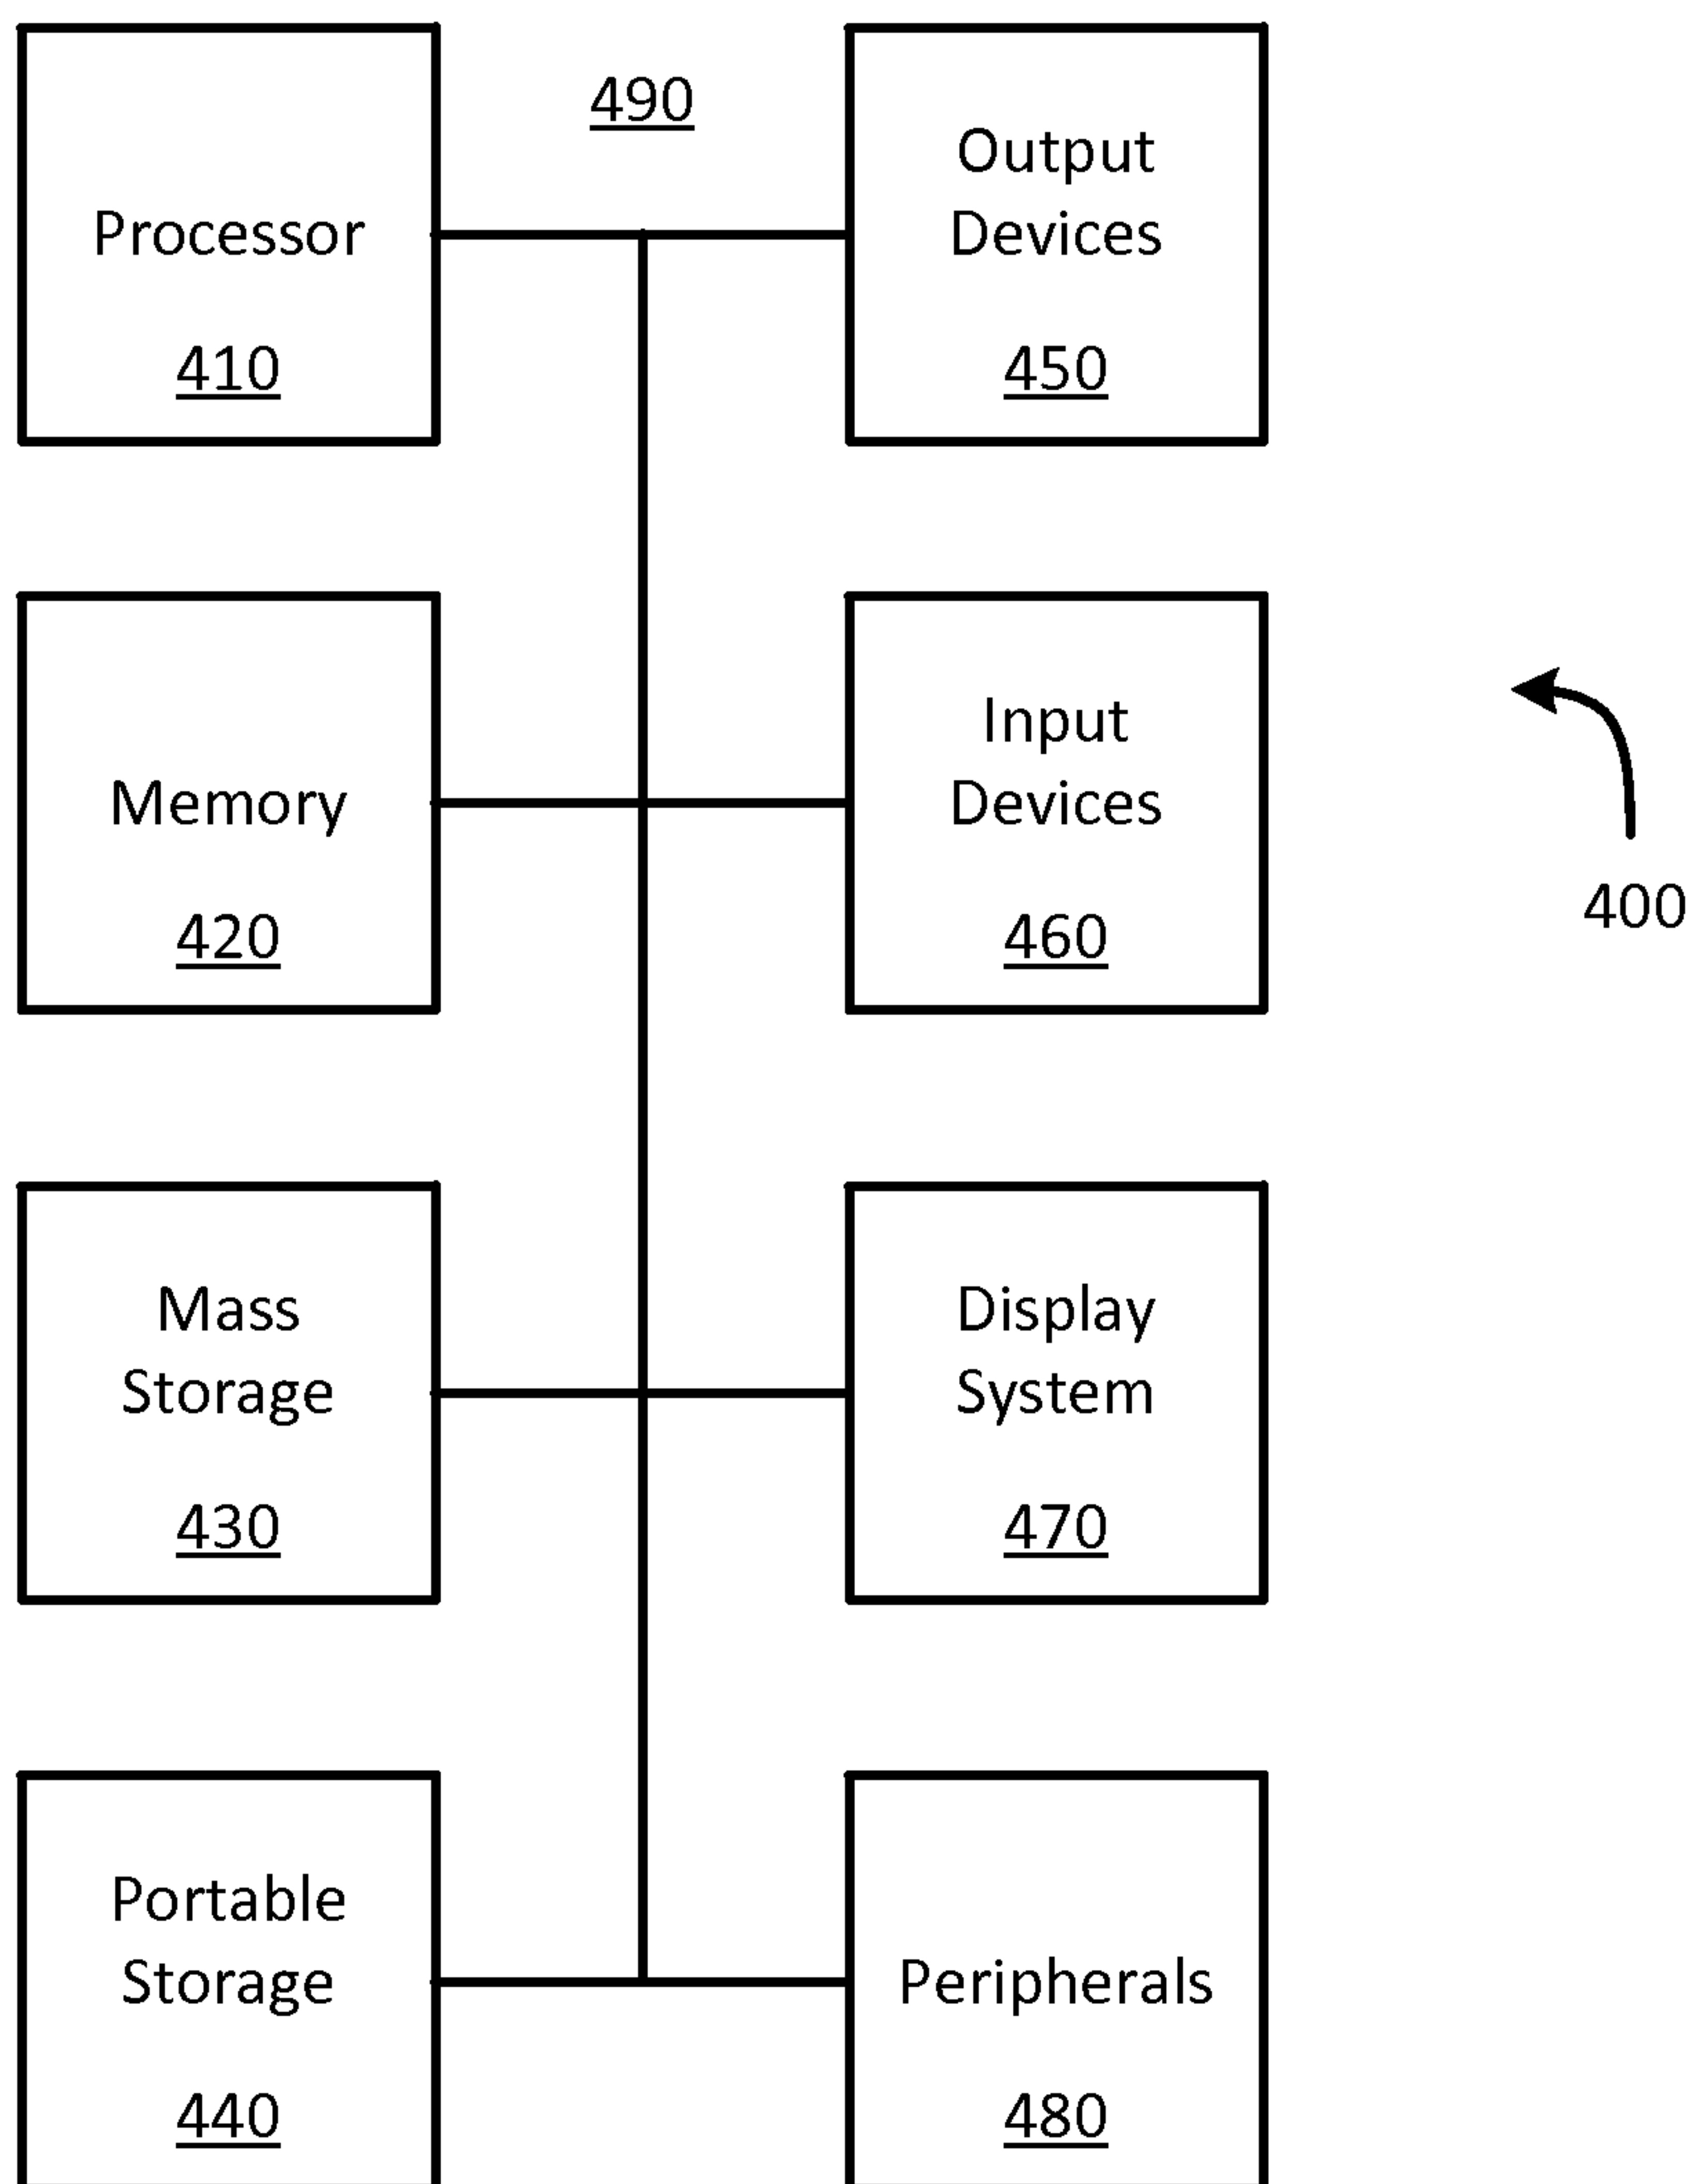 Processor
410
490
Output
Devices
450
Memory
420
Input
Devices
460
400
Mass
Storage
430
Display
System
470
Portable
Storage
440
Peripherals
480